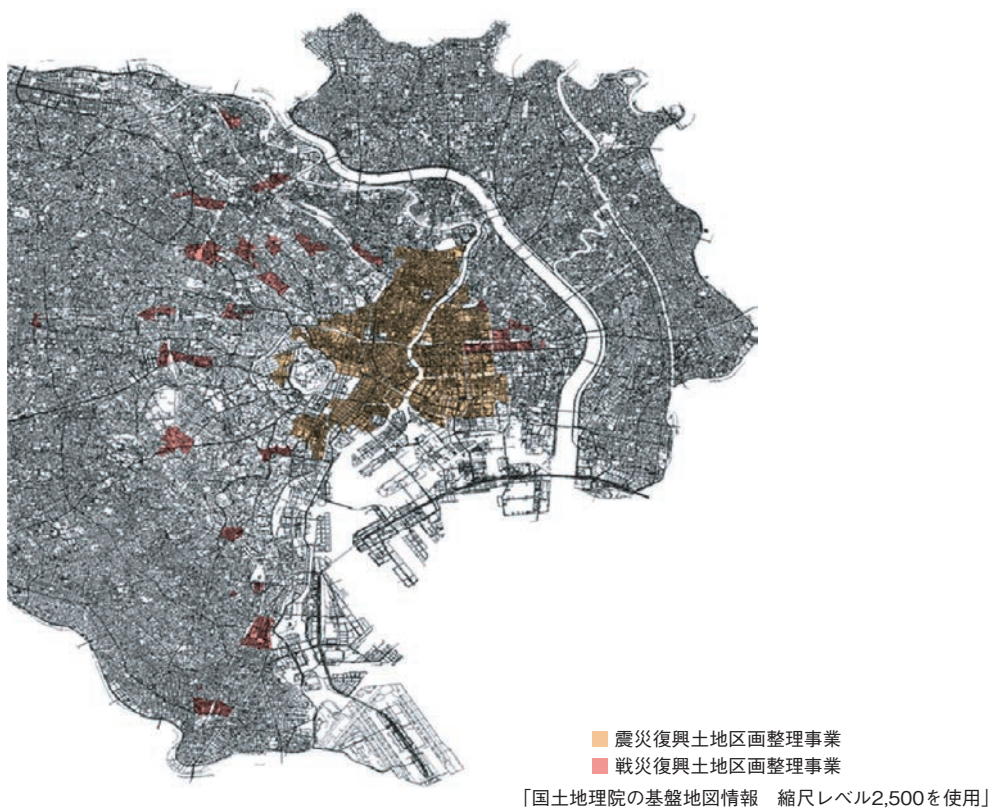 震災復興土地区画整理事業
戦災復興土地区画整理事業
「国土地理院の基盤地図情報　縮尺レベル2,500を使用」